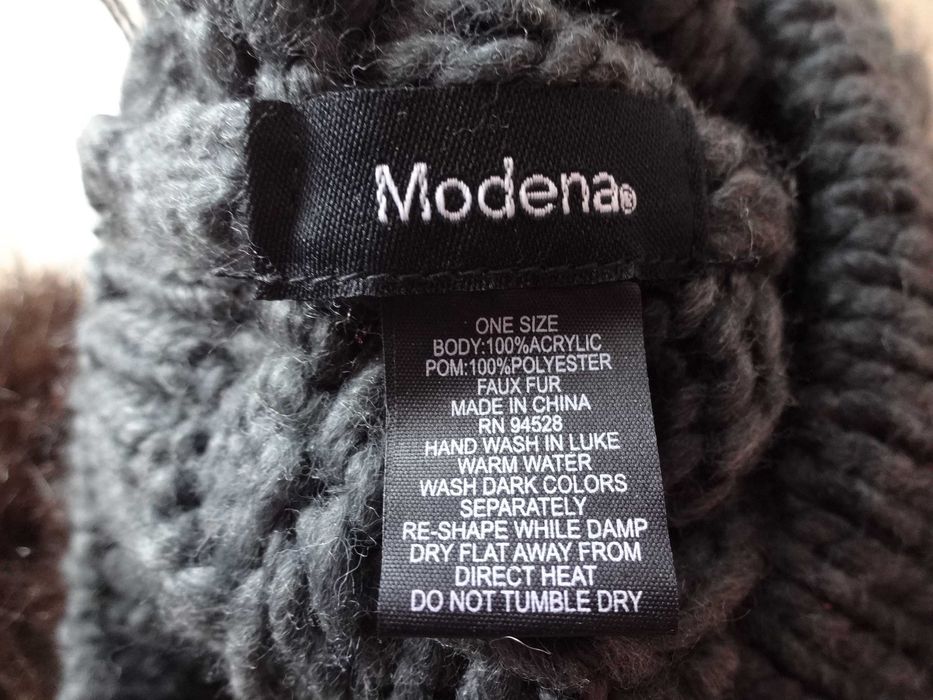 Modena®
ONE SIZE
BODY:100%ACRYLIC
POM:100%POLYESTER
FAUX FUR
MADE IN CHINA
RN 94528
HAND WASH IN LUKE
WARM WATER
WASH DARK COLORS
SEPARATELY
RE-SHAPE WHILE DAMP
DRY FLAT AWAY FROM
DIRECT HEAT
DO NOT TUMBLE DRY